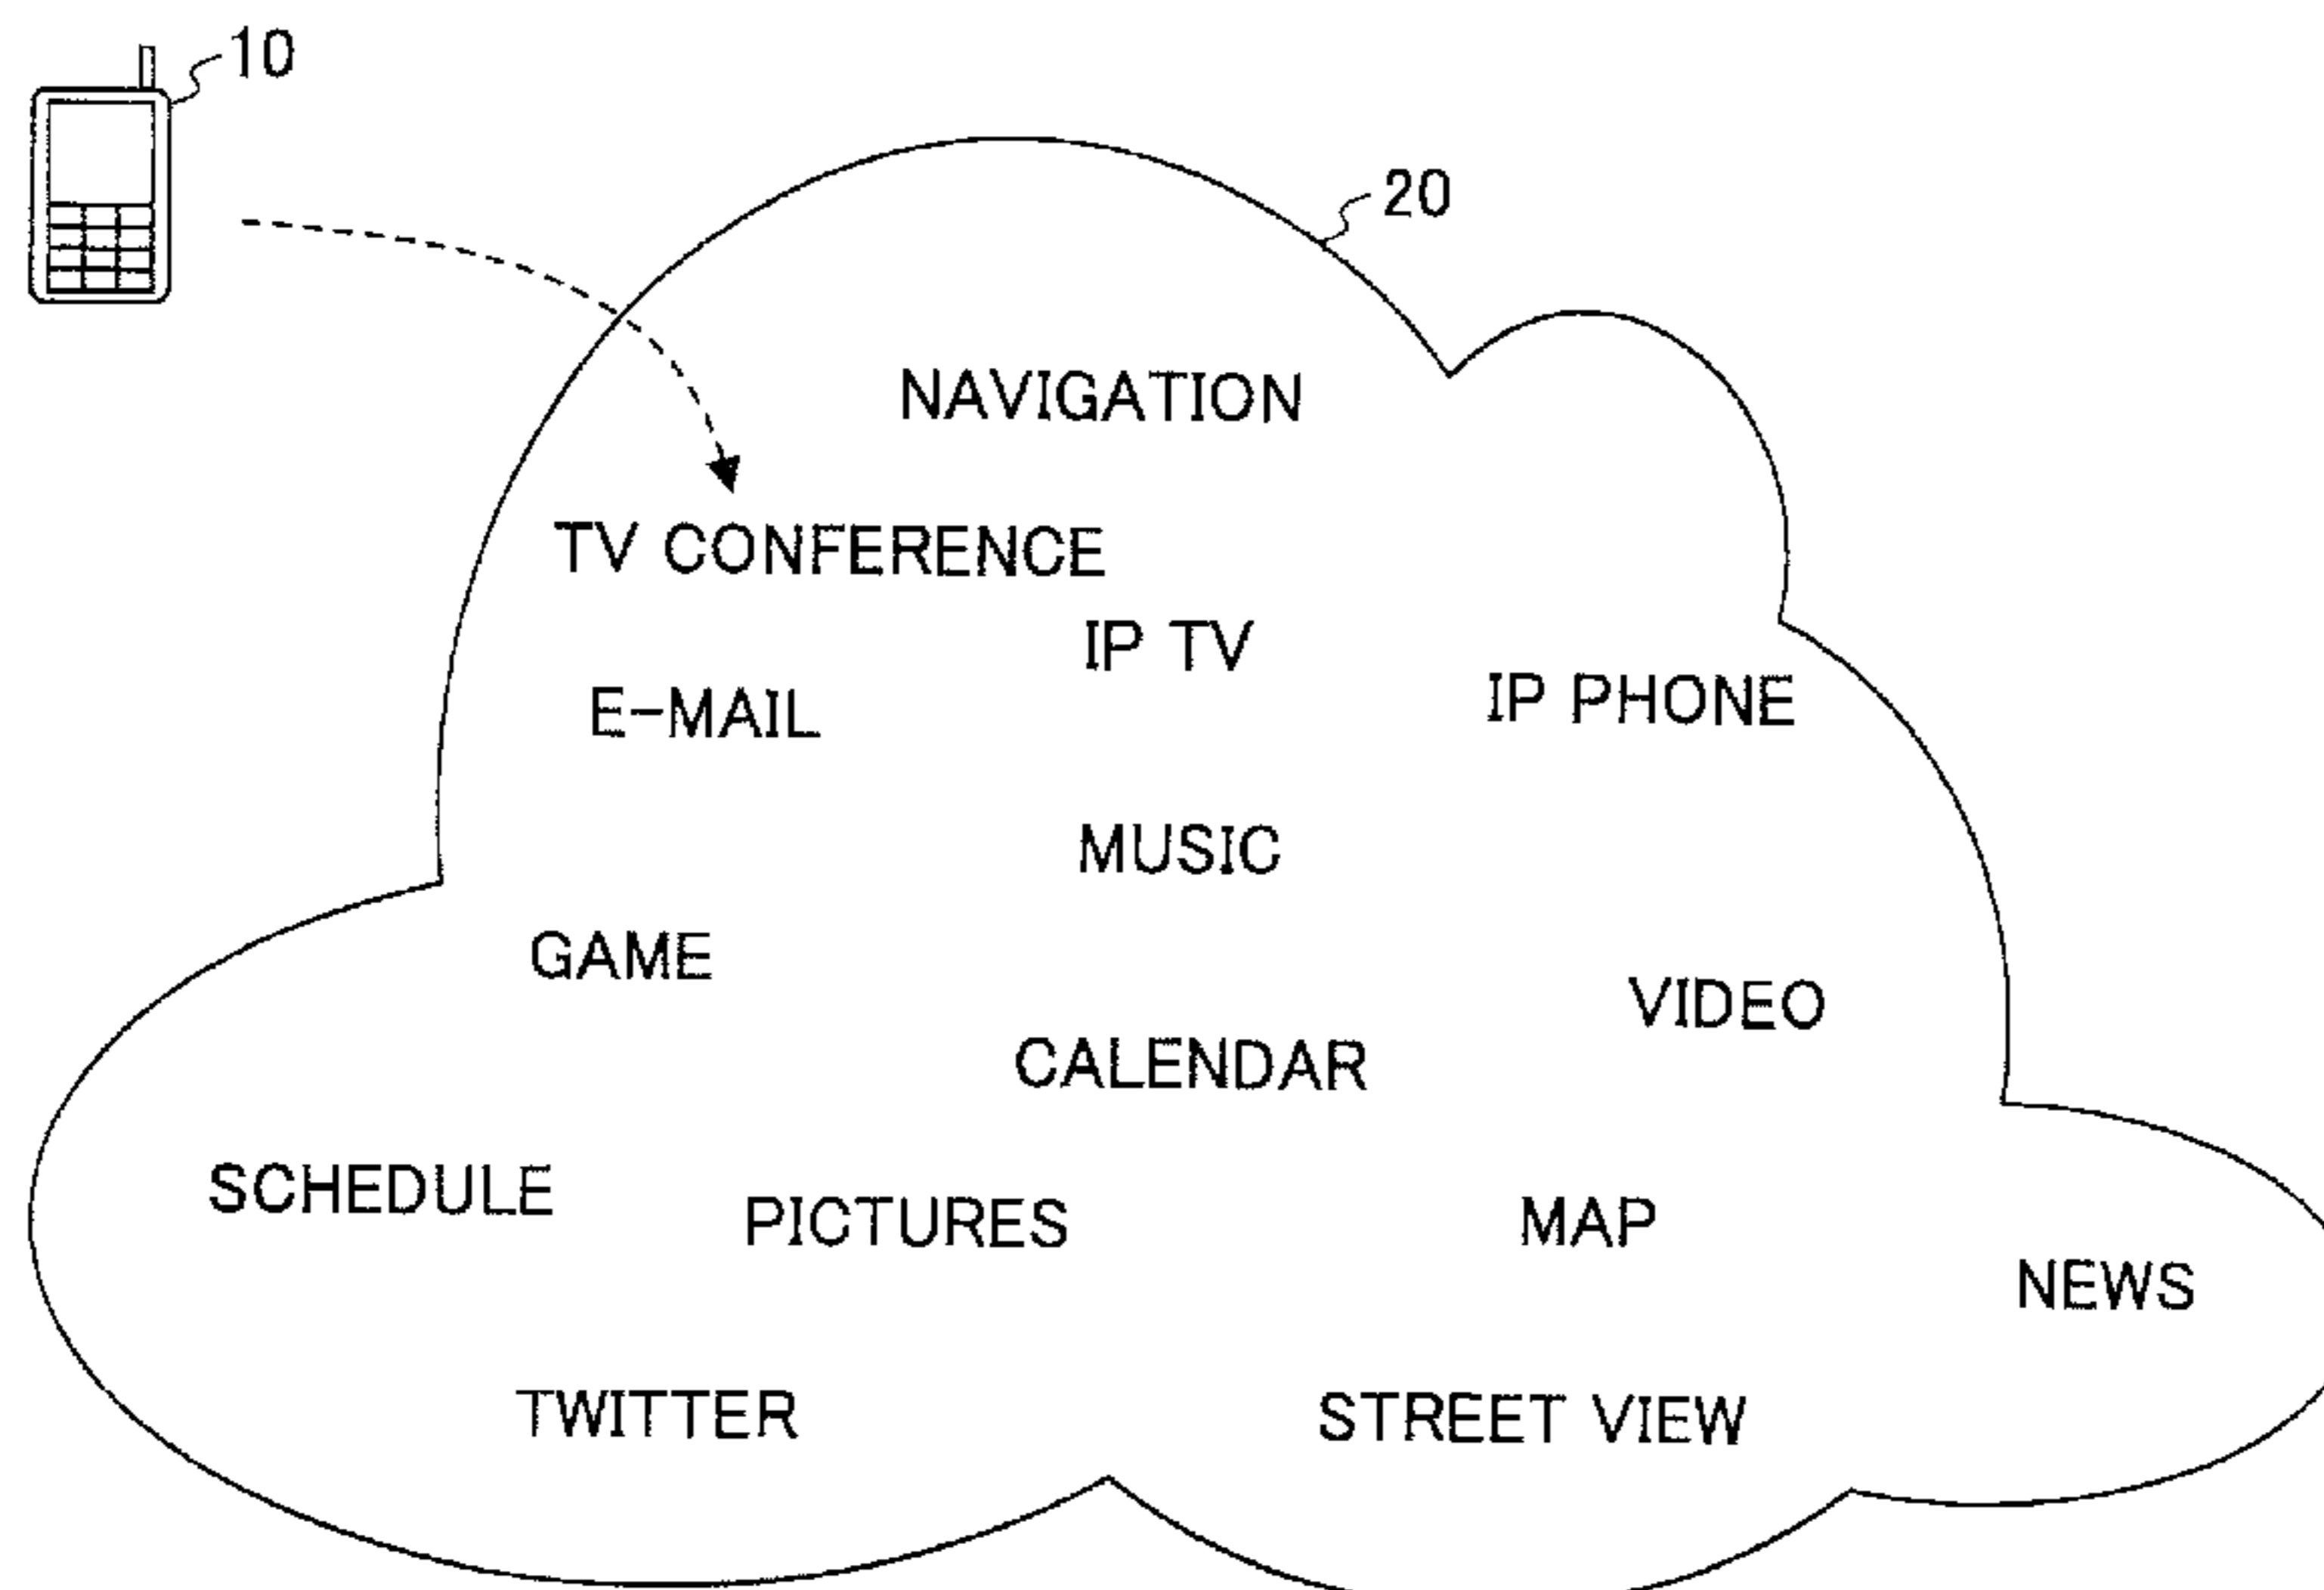 10
20
NAVIGATION
TV CONFERENCE
IP TV
E-MAIL
IP PHONE
MUSIC
GAME
VIDEO
CALENDAR
SCHEDULE
PICTURES
MAP
NEWS
TWITTER
STREET VIEW